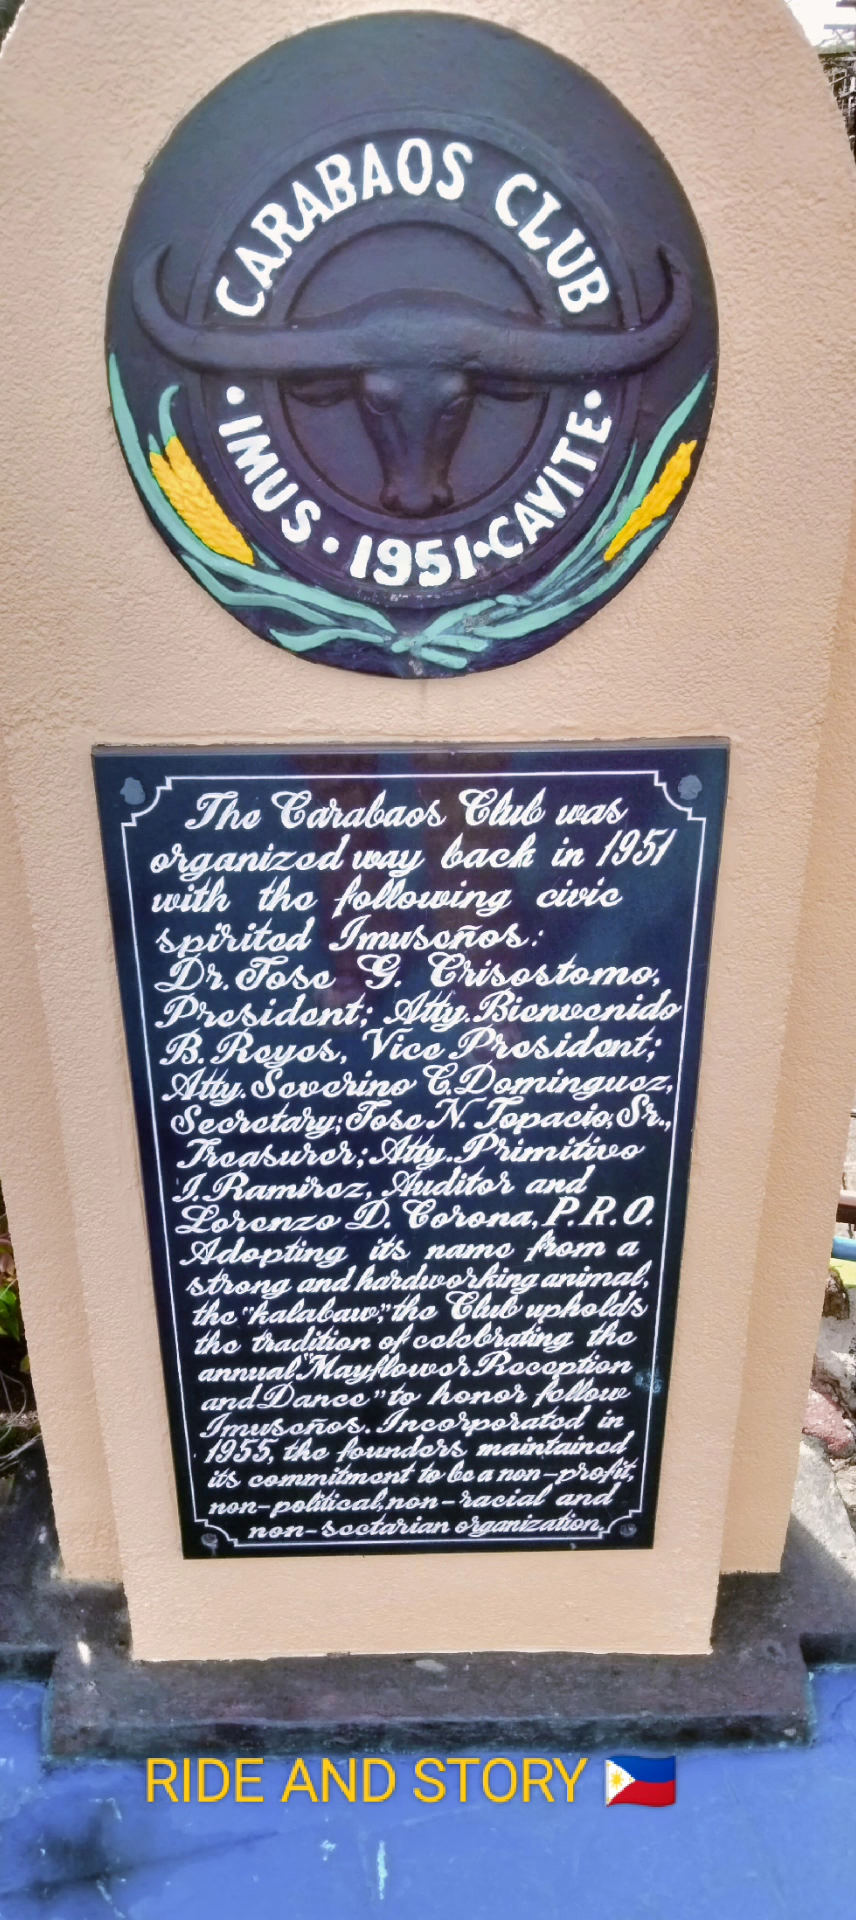 CARABAOS CLUB
• IMUS • 1951 • CAVITE •
The Carabaos Club was
organized way back in 1951
with the following civic
spirited Imuseños:
Dr. Jose G. Crisostomo,
President; Atty. Bienvenido
B. Reyes, Vice President;
Atty. Severino C. Dominguez,
Secretary; Jose N. Topacio, Sr.,
Treasurer; Atty. Primitivo
I. Ramirez, Auditor and
Lorenzo D. Corona, P.R.O.
Adopting its name from a
strong and hardworking animal,
the "kalabaw," the Club upholds
the tradition of celebrating the
annual "Mayflower Reception
and Dance" to honor fellow
Imuseños. Incorporated in
1955, the founders maintained
its commitment to be a non-profit,
non-political, non-racial and
non-sectarian organization.
RIDE AND STORY 🇵🇭